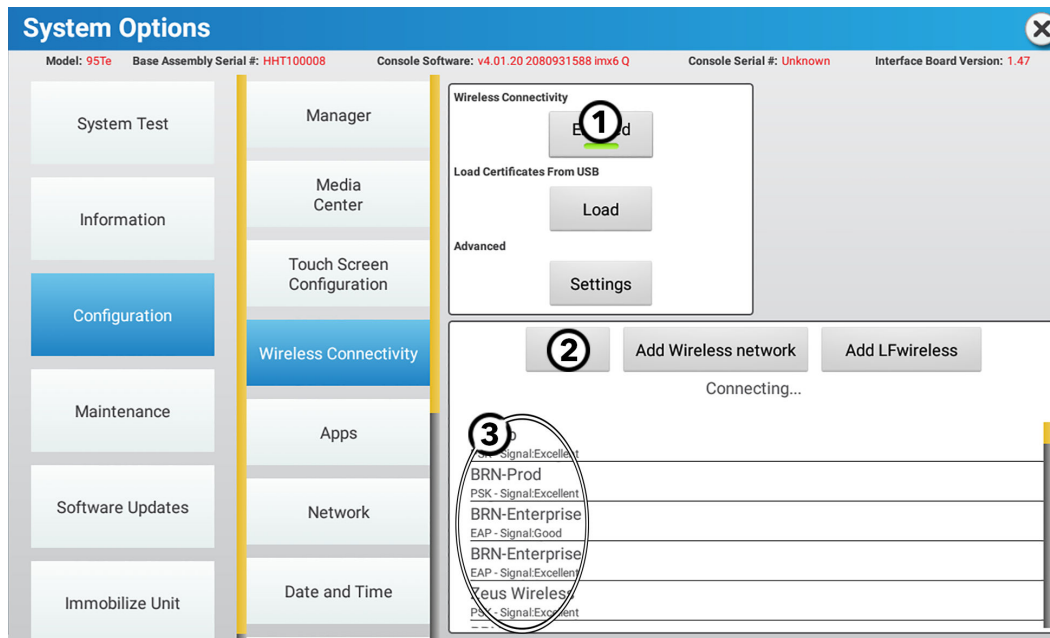 System Options
Model: 95Te Base Assembly Serial #: HHT100008 Console Software: v4.01.20 2080931588 imx6 Q Console Serial #: Unknown Interface Board Version: 1.47
System Test
Information
Configuration
Maintenance
Software Updates
Immobilize Unit
Manager
Media
Center
Touch Screen
Configuration
Wireless Connectivity
Apps
Network
Date and Time
Wireless Connectivity
1
Load Certificates From USB
Load
Advanced
Settings
2 Add Wireless network Add LFwireless
Connecting...
3
PSK - Signal:Excellent
BRN-Prod
PSK - Signal:Excellent
BRN-Enterprise
EAP - Signal:Good
BRN-Enterprise
EAP - Signal:Excellent
Zeus Wireless
PSK - Signal:Excellent